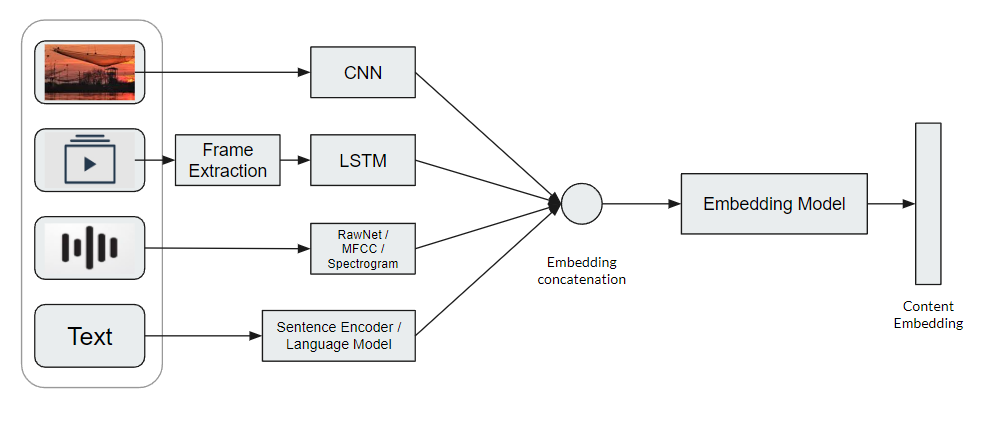 CNN
Frame
Extraction
LSTM
RawNet /
MFCC /
Spectrogram
Text
Sentence Encoder /
Language Model
Embedding
concatenation
Embedding Model
Content
Embedding